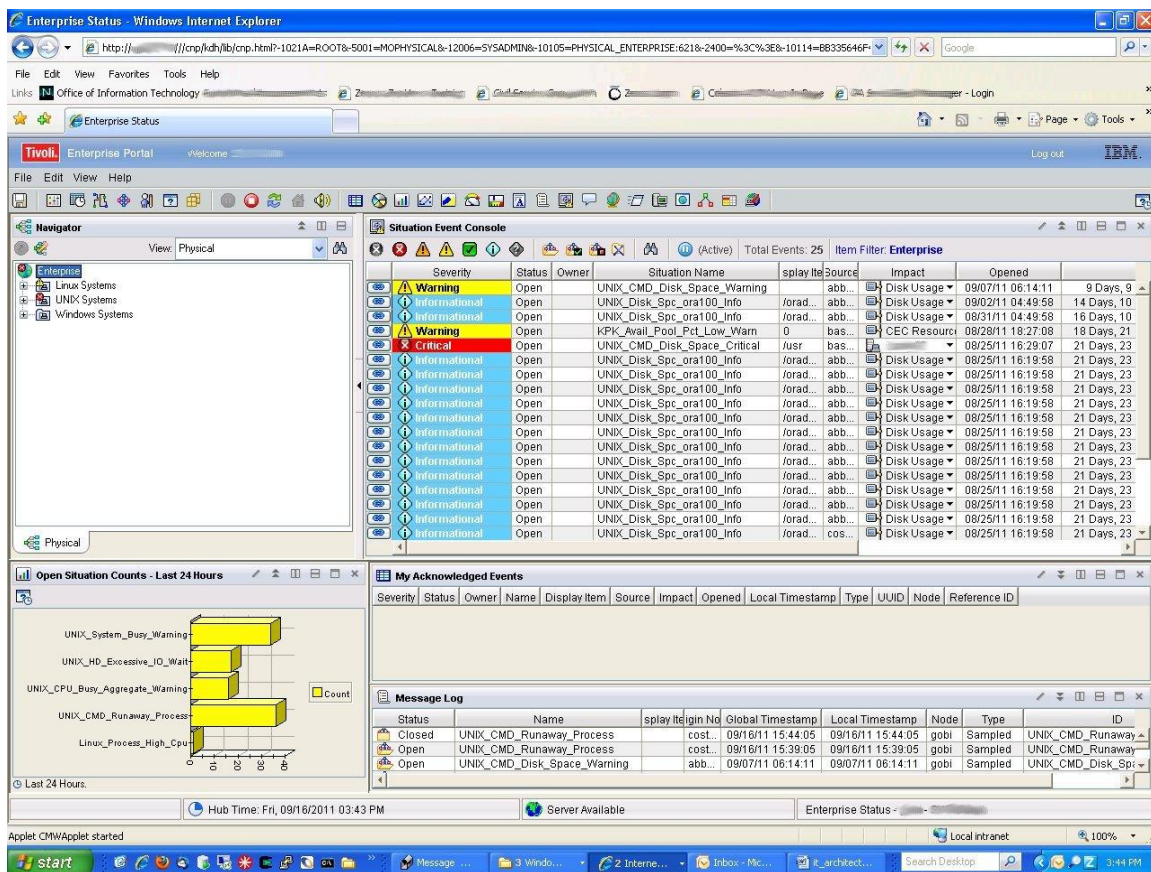 Enterprise Status - Windows Internet Explorer
http:// ///cnp/kdh/lib/cnp.html?-1021A=ROOT&-5001=MOPHYSICAL&-12006=SYSADMIN&-10105=PHYSICAL_ENTERPRISE:621&-2400=%3C%3E&-10114=BB335646F
Google
File Edit View Favorites Tools Help
Links Office of Information Technology
- Login
Enterprise Status
Page Tools
Tivoli. Enterprise Portal Welcome
Log out IBM.
File Edit View Help
Navigator
View: Physical
Enterprise
Linux Systems
UNIX Systems
Windows Systems
Physical
Situation Event Console
(Active) Total Events: 25 Item Filter: Enterprise
Severity Status Owner Situation Name splay Ite Source Impact Opened
Warning Open UNIX_CMD_Disk_Space_Warning abb... Disk Usage 09/07/11 06:14:11 9 Days, 9
Informational Open UNIX_Disk_Spc_ora100_Info /orad... abb... Disk Usage 09/02/11 04:49:58 14 Days, 10
Informational Open UNIX_Disk_Spc_ora100_Info /orad... abb... Disk Usage 08/31/11 04:49:58 16 Days, 10
Warning Open KPK_Avail_Pool_Pct_Low_Warn 0 bas... CEC Resourc 08/28/11 18:27:08 18 Days, 21
Critical Open UNIX_CMD_Disk_Space_Critical /usr bas... 08/25/11 16:29:07 21 Days, 23
Informational Open UNIX_Disk_Spc_ora100_Info /orad... abb... Disk Usage 08/25/11 16:19:58 21 Days, 23
Informational Open UNIX_Disk_Spc_ora100_Info /orad... abb... Disk Usage 08/25/11 16:19:58 21 Days, 23
Informational Open UNIX_Disk_Spc_ora100_Info /orad... abb... Disk Usage 08/25/11 16:19:58 21 Days, 23
Informational Open UNIX_Disk_Spc_ora100_Info /orad... abb... Disk Usage 08/25/11 16:19:58 21 Days, 23
Informational Open UNIX_Disk_Spc_ora100_Info /orad... abb... Disk Usage 08/25/11 16:19:58 21 Days, 23
Informational Open UNIX_Disk_Spc_ora100_Info /orad... abb... Disk Usage 08/25/11 16:19:58 21 Days, 23
Informational Open UNIX_Disk_Spc_ora100_Info /orad... abb... Disk Usage 08/25/11 16:19:58 21 Days, 23
Informational Open UNIX_Disk_Spc_ora100_Info /orad... abb... Disk Usage 08/25/11 16:19:58 21 Days, 23
Informational Open UNIX_Disk_Spc_ora100_Info /orad... abb... Disk Usage 08/25/11 16:19:58 21 Days, 23
Informational Open UNIX_Disk_Spc_ora100_Info /orad... abb... Disk Usage 08/25/11 16:19:58 21 Days, 23
Informational Open UNIX_Disk_Spc_ora100_Info /orad... abb... Disk Usage 08/25/11 16:19:58 21 Days, 23
Informational Open UNIX_Disk_Spc_ora100_Info /orad... abb... Disk Usage 08/25/11 16:19:58 21 Days, 23
Informational Open UNIX_Disk_Spc_ora100_Info /orad... cos... Disk Usage 08/25/11 16:19:58 21 Days, 23
Open Situation Counts - Last 24 Hours
UNIX_System_Busy_Warning
UNIX_HD_Excessive_IO_Wait
UNIX_CPU_Busy_Aggregate_Warning
UNIX_CMD_Runaway_Process
Linux_Process_High_Cpu
0 10 20 30 40
Count
Last 24 Hours.
My Acknowledged Events
Severity Status Owner Name Display Item Source Impact Opened Local Timestamp Type UUID Node Reference ID
Message Log
Status Name splay Ite igin No Global Timestamp Local Timestamp Node Type ID
Closed UNIX_CMD_Runaway_Process cost... 09/16/11 15:44:05 09/16/11 15:44:05 gobi Sampled UNIX_CMD_Runaway
Open UNIX_CMD_Runaway_Process cost... 09/16/11 15:39:05 09/16/11 15:39:05 gobi Sampled UNIX_CMD_Runaway
Open UNIX_CMD_Disk_Space_Warning abb... 09/07/11 06:14:11 09/07/11 06:14:11 gobi Sampled UNIX_CMD_Disk_Sp
Hub Time: Fri, 09/16/2011 03:43 PM Server Available Enterprise Status -
Applet CMWApplet started Local intranet 100%
start Message ... 3 Windo... 2 Interne... Inbox - Mic... it_architect... Search Desktop 3:44 PM